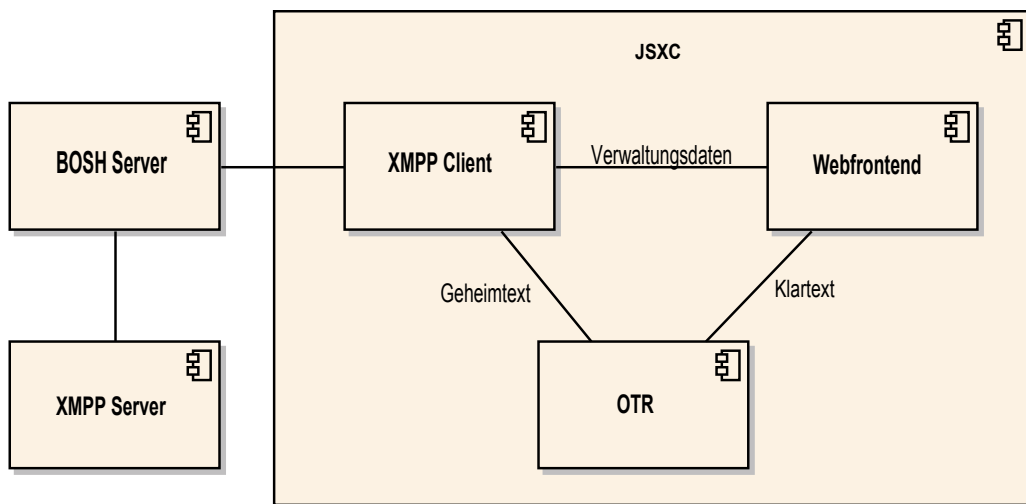 JSXC
BOSH Server
XMPP Client
Verwaltungsdaten
Webfrontend
Geheimtext
Klartext
XMPP Server
OTR